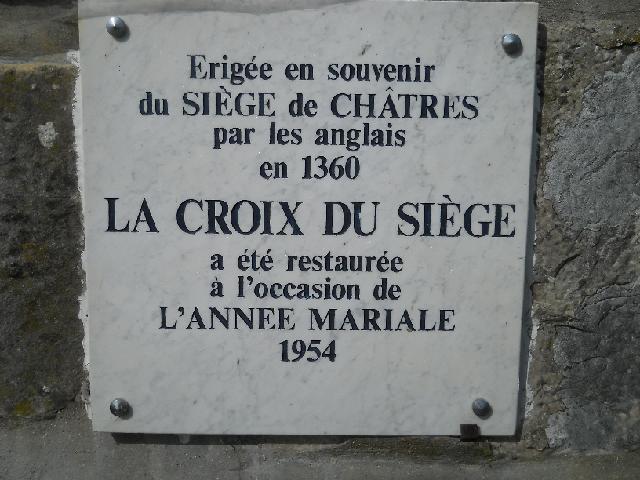 Erigée en souvenir
du SIÈGE de CHÂTRES
par les anglais
en 1360
LA CROIX DU SIÈGE
a été restaurée
à l'occasion de
L'ANNEE MARIALE
1954